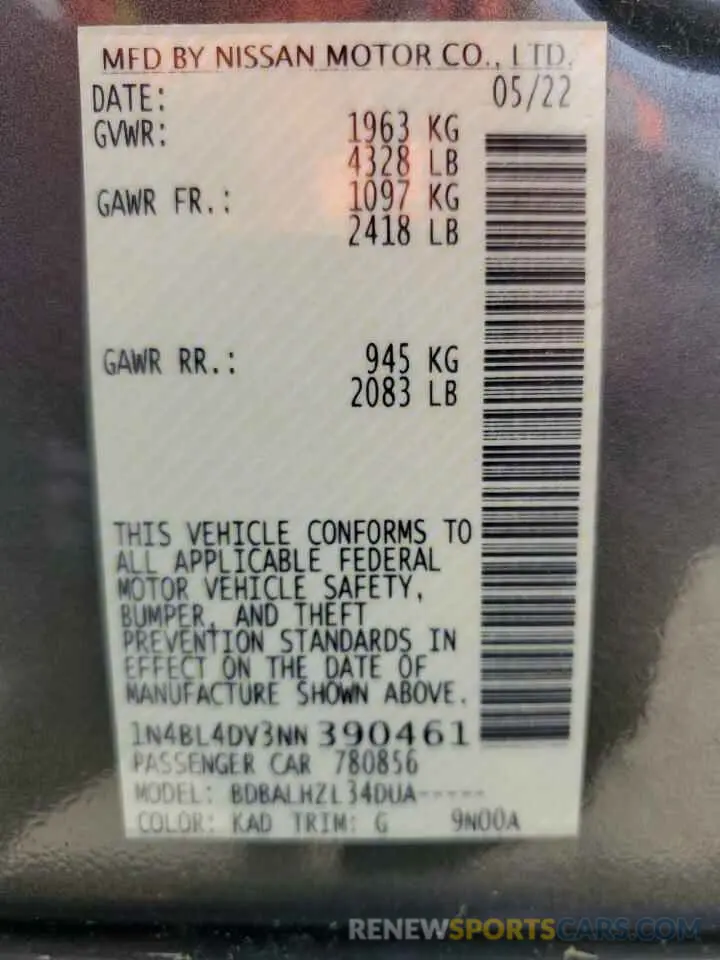 MFD BY NISSAN MOTOR CO., LTD.
DATE: 05/22
GVWR: 1963 KG
4328 LB
GAWR FR.: 1097 KG
2418 LB
GAWR RR.: 945 KG
2083 LB
THIS VEHICLE CONFORMS TO
ALL APPLICABLE FEDERAL
MOTOR VEHICLE SAFETY,
BUMPER, AND THEFT
PREVENTION STANDARDS IN
EFFECT ON THE DATE OF
MANUFACTURE SHOWN ABOVE.
1N4BL4DV3NN390461
PASSENGER CAR 780856
MODEL: BDBALHZL34DUA-----
COLOR: KAD TRIM: G 9N00A
RENEWSPORTSCARS.COM